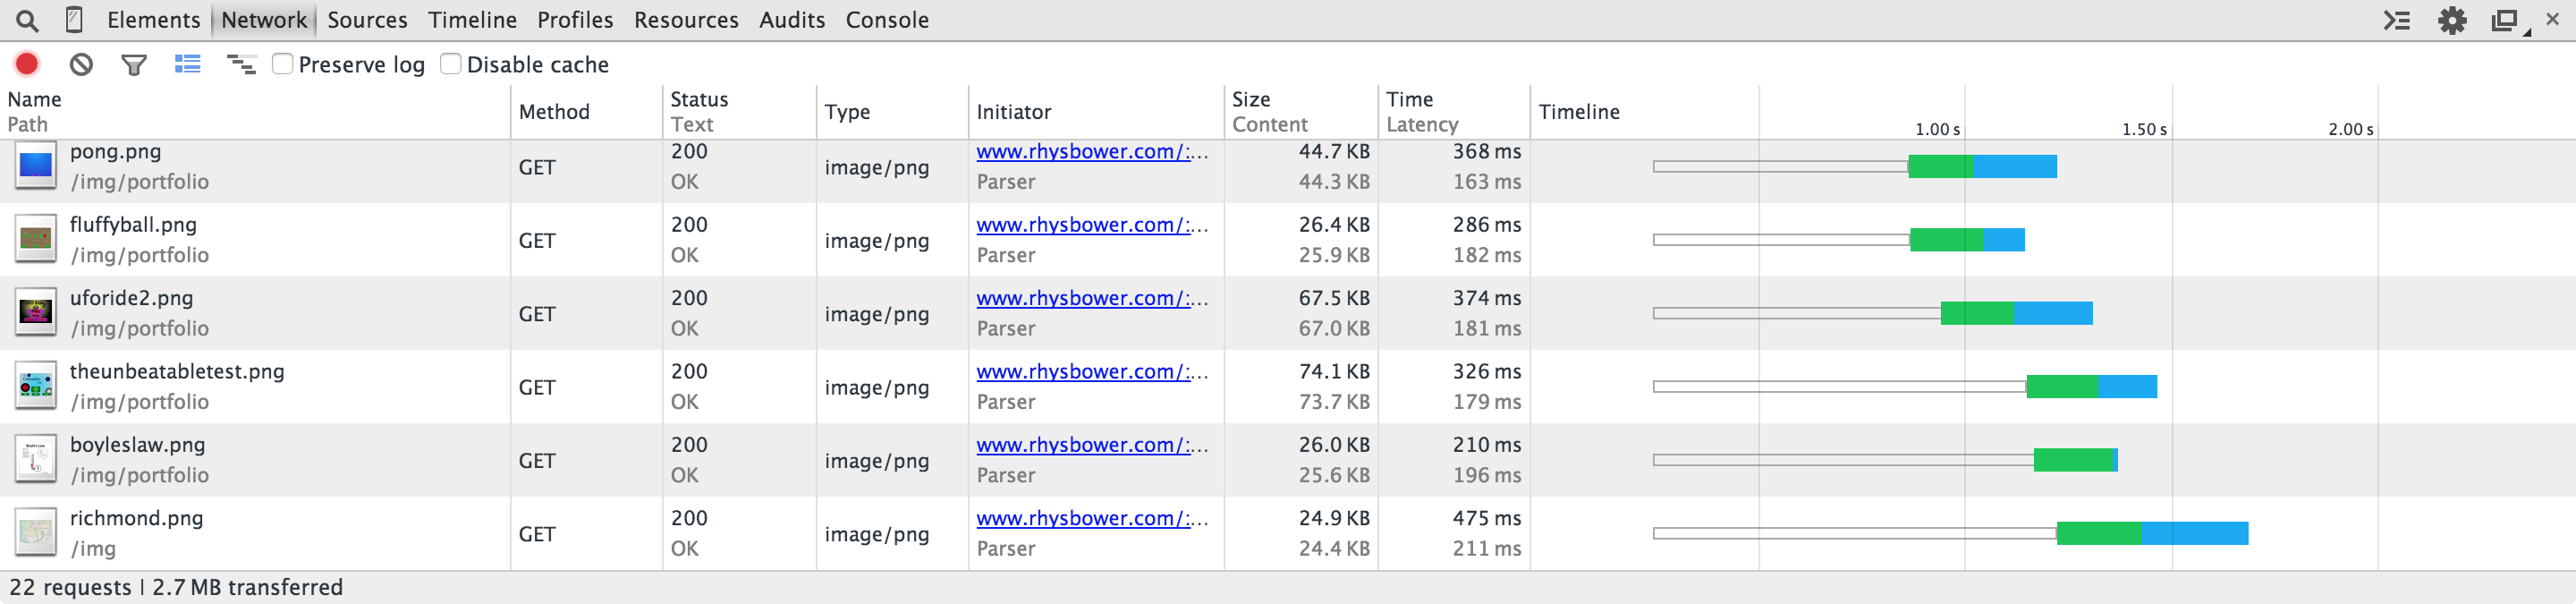 Elements Network Sources Timeline Profiles Resources Audits Console
Preserve log Disable cache
Name Method Status Type Initiator Size Time Timeline
Path Text Content Latency 1.00 s 1.50 s 2.00 s
pong.png GET 200 image/png www.rhysbower.com/:... 44.7 KB 368 ms
/img/portfolio OK Parser 44.3 KB 163 ms
fluffyball.png GET 200 image/png www.rhysbower.com/:... 26.4 KB 286 ms
/img/portfolio OK Parser 25.9 KB 182 ms
uforide2.png GET 200 image/png www.rhysbower.com/:... 67.5 KB 374 ms
/img/portfolio OK Parser 67.0 KB 181 ms
theunbeatabletest.png GET 200 image/png www.rhysbower.com/:... 74.1 KB 326 ms
/img/portfolio OK Parser 73.7 KB 179 ms
boyleslaw.png GET 200 image/png www.rhysbower.com/:... 26.0 KB 210 ms
/img/portfolio OK Parser 25.6 KB 196 ms
richmond.png GET 200 image/png www.rhysbower.com/:... 24.9 KB 475 ms
/img OK Parser 24.4 KB 211 ms
22 requests | 2.7 MB transferred